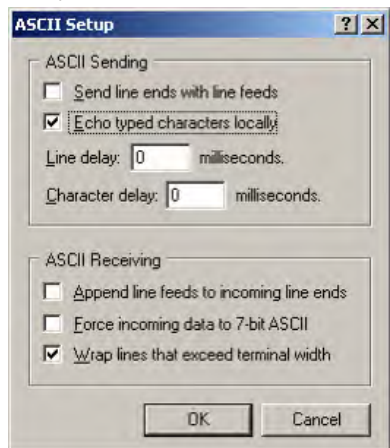 ASCII Setup
ASCII Sending
Send line ends with line feeds
Echo typed characters locally
Line delay: 0 milliseconds.
Character delay: 0 milliseconds.
ASCII Receiving
Append line feeds to incoming line ends
Force incoming data to 7-bit ASCII
Wrap lines that exceed terminal width
OK Cancel